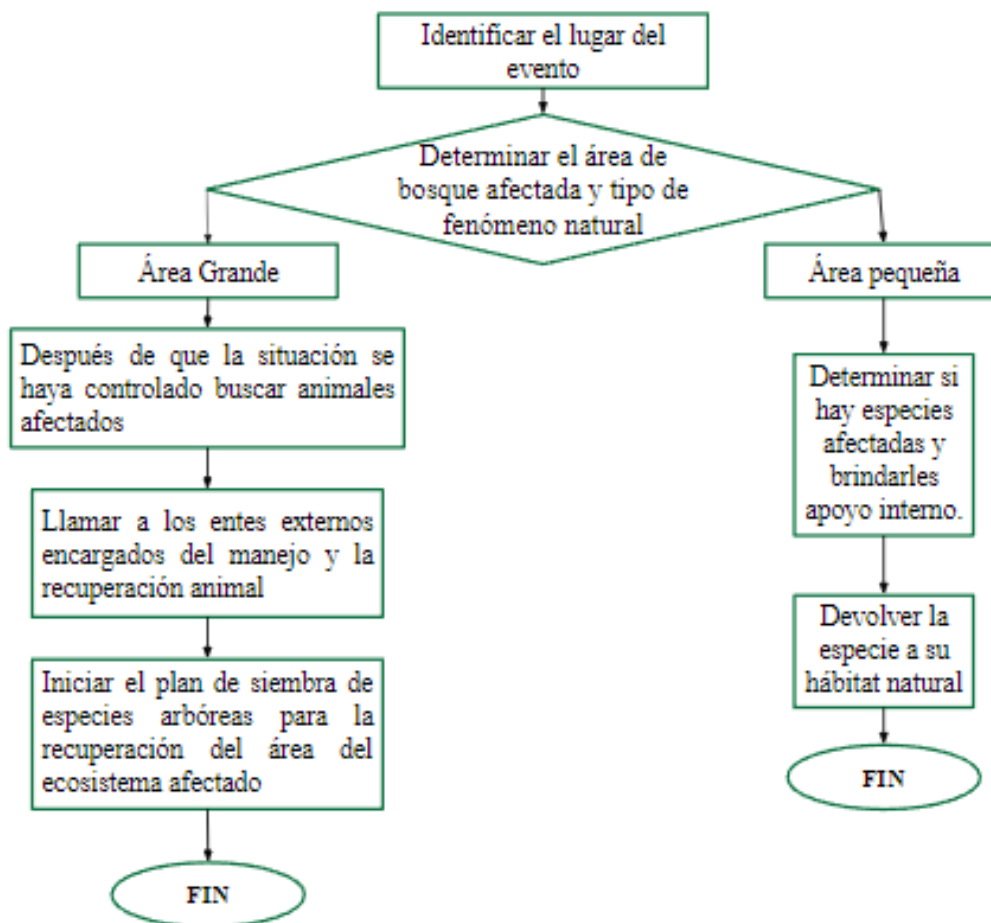 Identificar el lugar del
evento
Determinar el área de
bosque afectada y tipo de
fenómeno natural
Área Grande
Después de que la situación se
haya controlado buscar animales
afectados
Llamar a los entes externos
encargados del manejo y la
recuperación animal
Iniciar el plan de siembra de
especies arbóreas para la
recuperación del área del
ecosistema afectado
FIN
Área pequeña
Determinar si
hay especies
afectadas y
brindarles
apoyo interno.
Devolver la
especie a su
hábitat natural
FIN